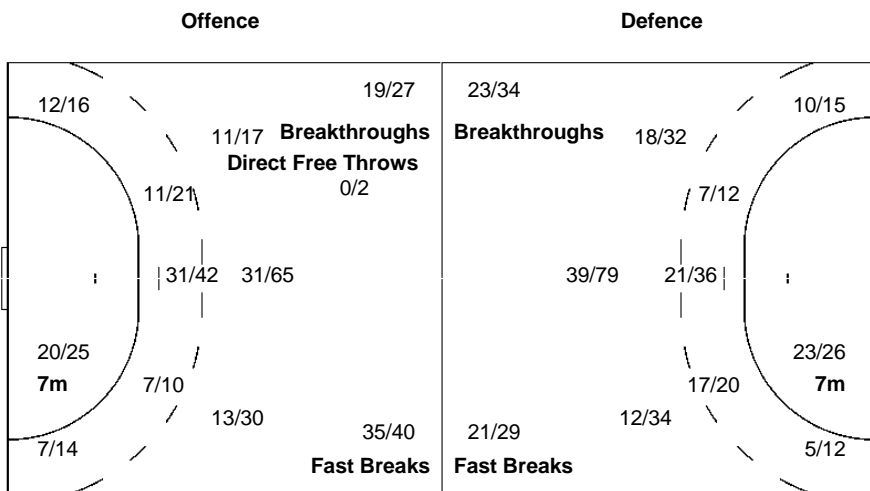 Offence Defence
19/27 23/34
12/16 10/15
11/17 Breakthroughs Breakthroughs 18/32
Direct Free Throws
0/2
11/21 7/12
31/42 31/65 39/79 21/36
20/25 23/26
7m 7/10 17/20 7m
13/30 12/34
35/40 21/29
7/14 5/12
Fast Breaks Fast Breaks